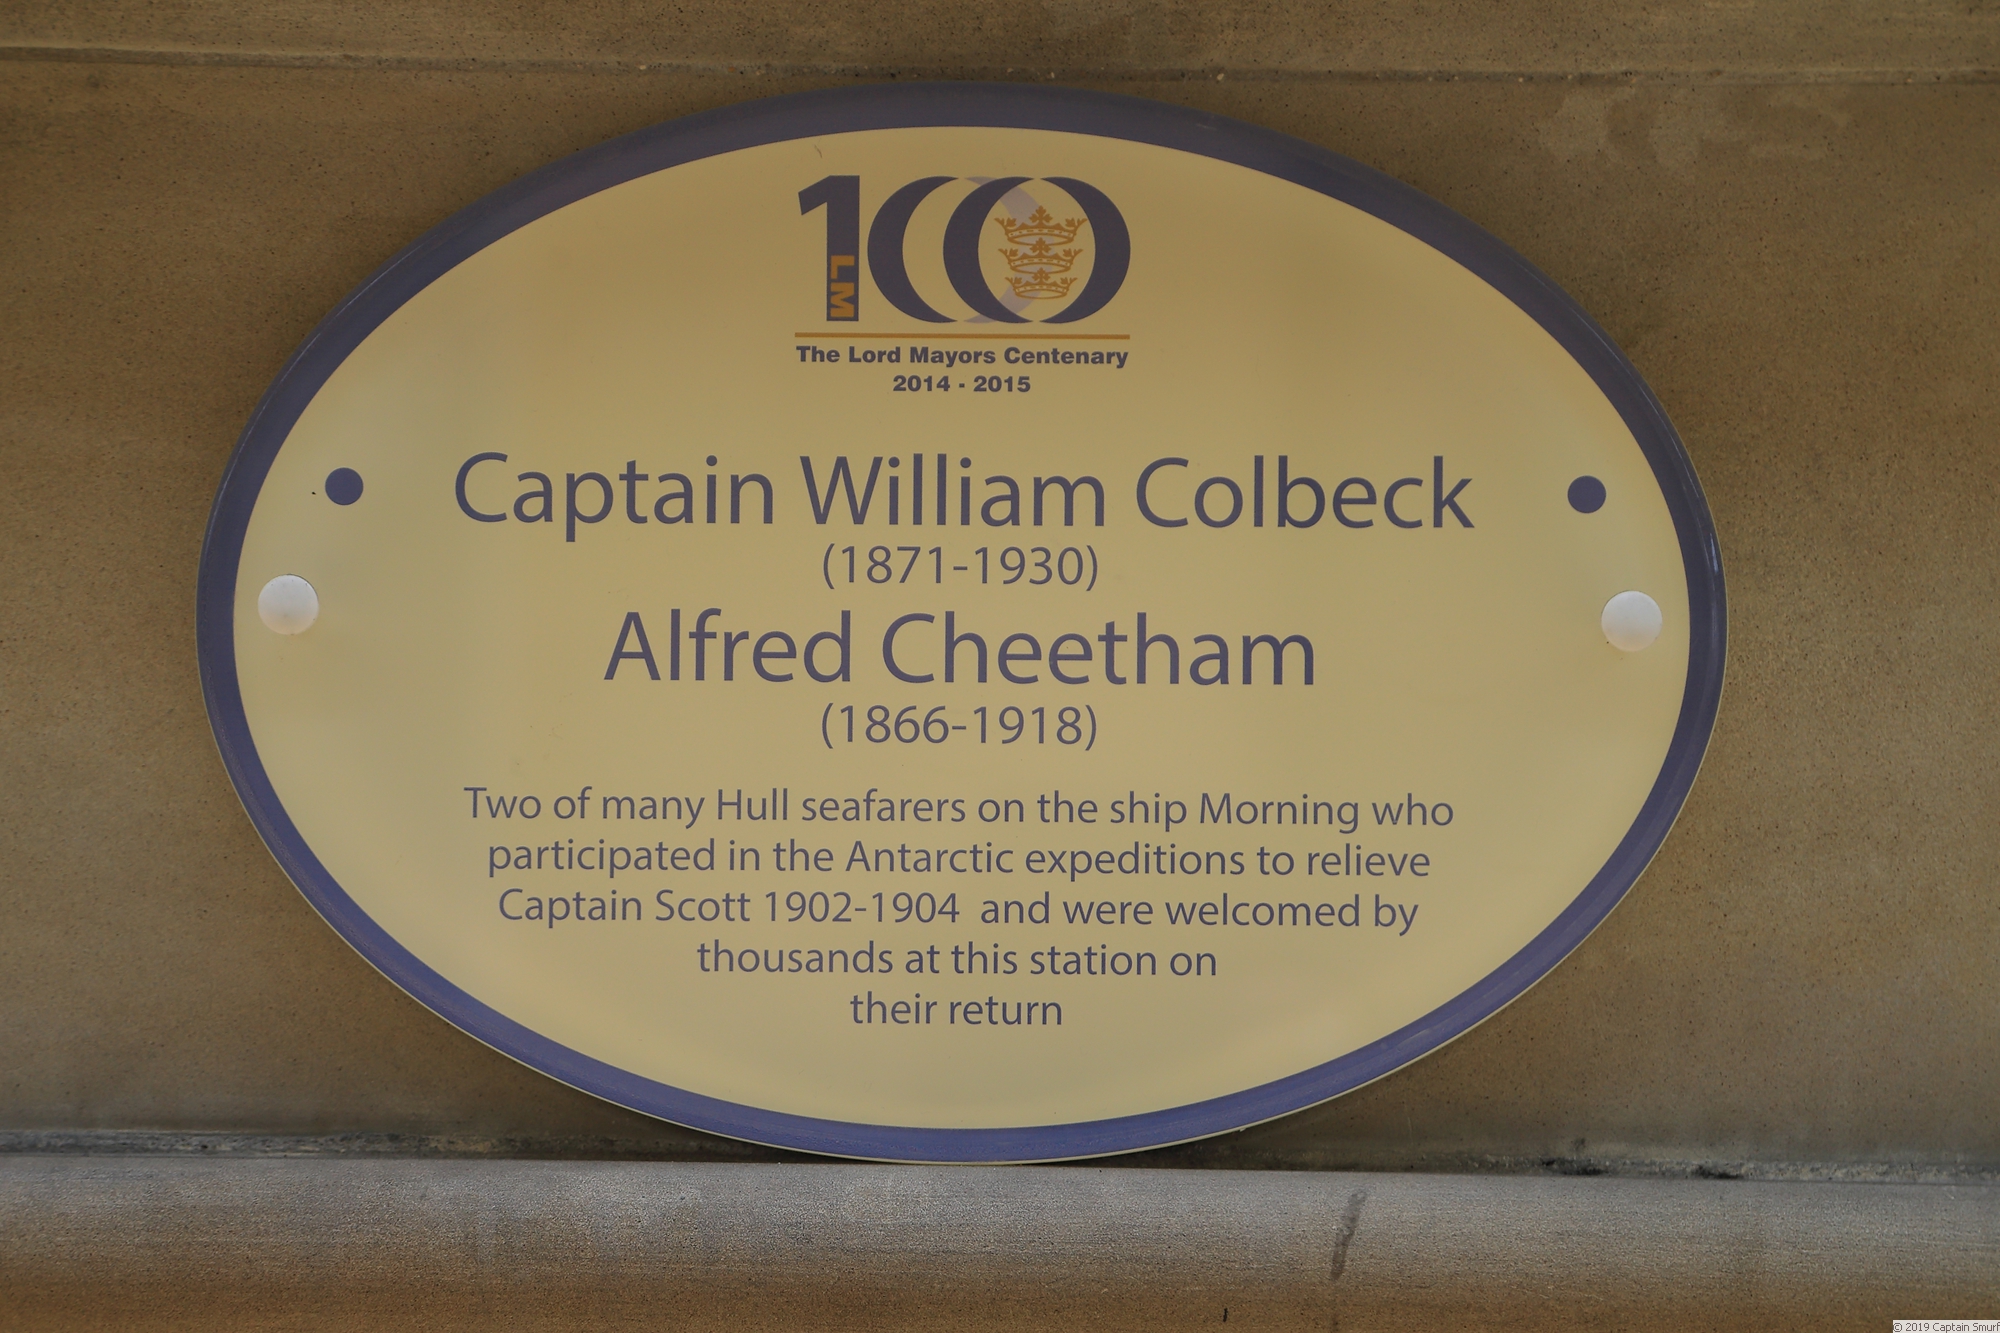 100
LM
The Lord Mayors Centenary
2014 - 2015
Captain William Colbeck
(1871-1930)
Alfred Cheetham
(1866-1918)
Two of many Hull seafarers on the ship Morning who
participated in the Antarctic expeditions to relieve
Captain Scott 1902-1904 and were welcomed by
thousands at this station on
their return
© 2019 Captain Smurf